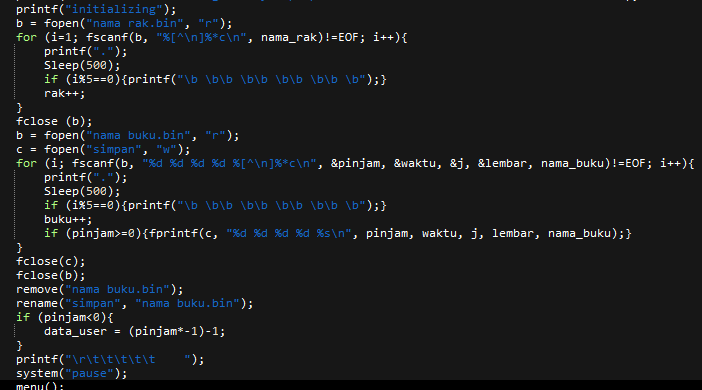 printf("initializing");
b = fopen("nama rak.bin", "r");
for (i=1; fscanf(b, "%[^\n]%*c\n", nama_rak)!=EOF; i++){
printf(".");
Sleep(500);
if (i%5==0){printf("\b \b\b \b\b \b\b \b\b \b");}
rak++;
}
fclose (b);
b = fopen("nama buku.bin", "r");
c = fopen("simpan", "w");
for (i; fscanf(b, "%d %d %d %d %[^\n]%*c\n", &pinjam, &waktu, &j, &lembar, nama_buku)!=EOF; i++){
printf(".");
Sleep(500);
if (i%5==0){printf("\b \b\b \b\b \b\b \b\b \b");}
buku++;
if (pinjam>=0){fprintf(c, "%d %d %d %d %s\n", pinjam, waktu, j, lembar, nama_buku);}
}
fclose(c);
fclose(b);
remove("nama buku.bin");
rename("simpan", "nama buku.bin");
if (pinjam<0){
data_user = (pinjam*-1)-1;
}
printf("\r\t\t\t\t\t    ");
system("pause");
menu();